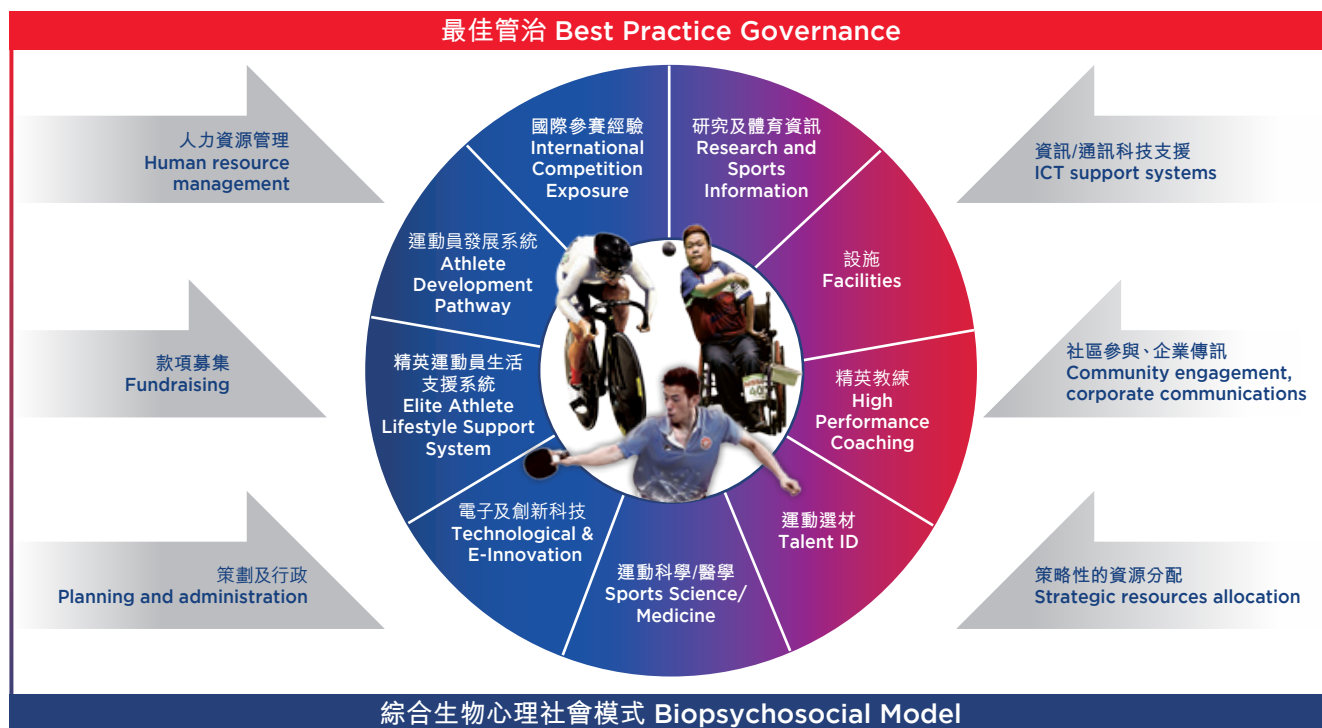 最佳管治 Best Practice Governance
人力資源管理
Human resource
management
款項募集
Fundraising
策劃及行政
Planning and administration
國際參賽經驗
International
Competition
Exposure
研究及體育資訊
Research and
Sports
Information
設施
Facilities
精英教練
High
Performance
Coaching
運動選材
Talent ID
運動科學/醫學
Sports Science/
Medicine
電子及創新科技
Technological &
E-Innovation
精英運動員生活
支援系統
Elite Athlete
Lifestyle Support
System
運動員發展系統
Athlete
Development
Pathway
資訊/通訊科技支援
ICT support systems
社區參與、企業傳訊
Community engagement,
corporate communications
策略性的資源分配
Strategic resources allocation
綜合生物心理社會模式 Biopsychosocial Model